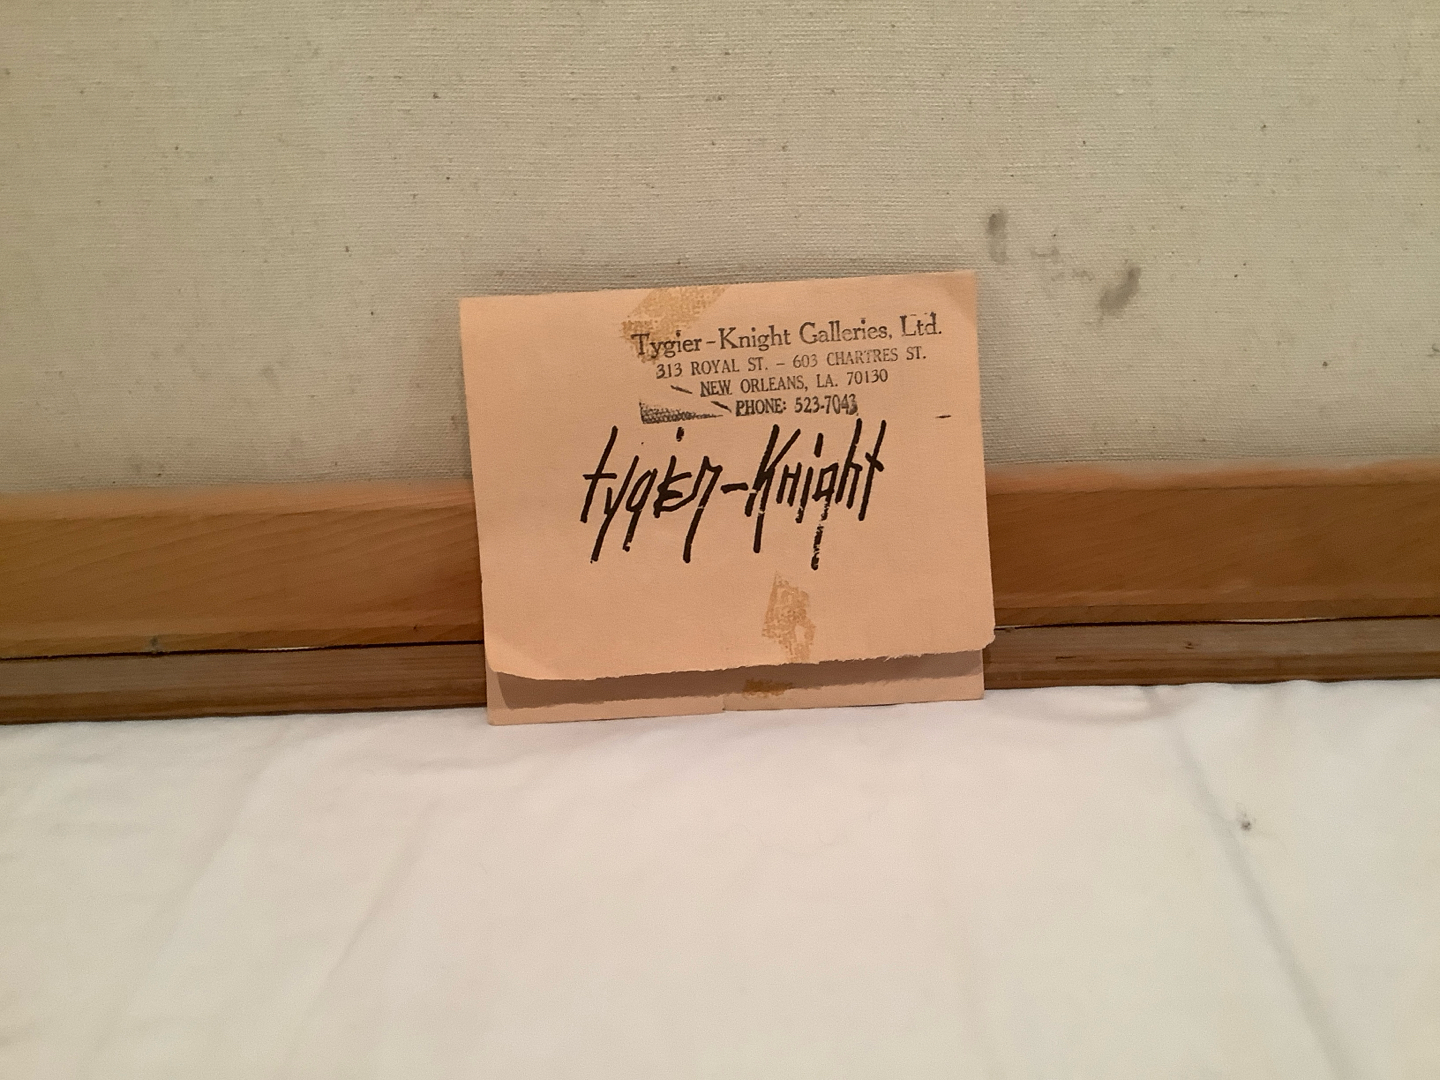 Tygier-Knight Galleries, Ltd.
313 ROYAL ST. - 603 CHARTRES ST.
NEW ORLEANS, LA. 70130
PHONE: 523-7043
tygier-Knight